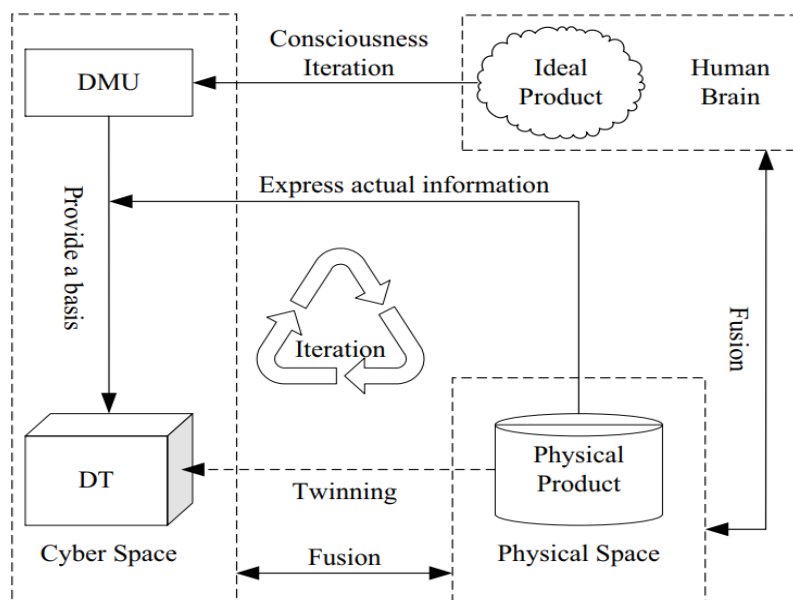 Consciousness
Iteration
DMU
Ideal
Product
Human
Brain
Express actual information
Provide a basis
Iteration
Fusion
DT
Twinning
Physical
Product
Cyber Space
Fusion
Physical Space